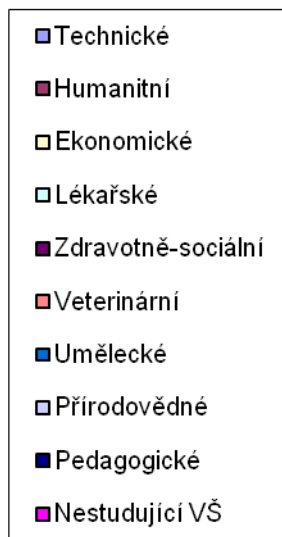 Technické
Humanitní
Ekonomické
Lékařské
Zdravotně-sociální
Veterinární
Umělecké
Přírodovědné
Pedagogické
Nestudující VŠ